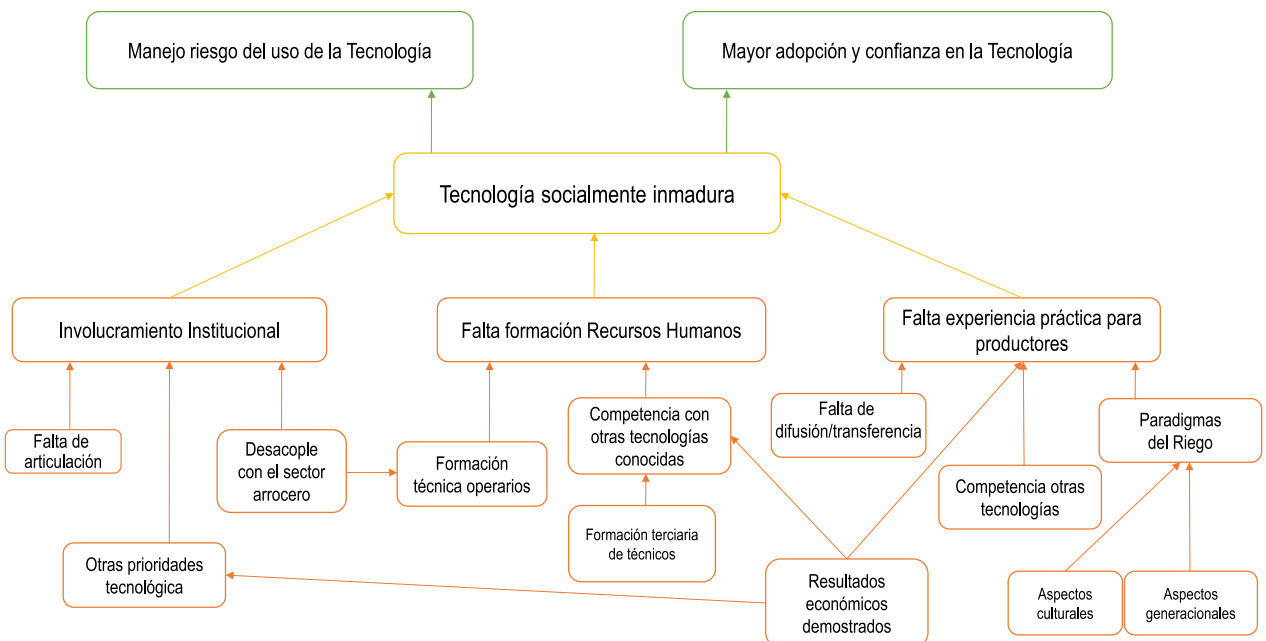 Manejo riesgo del uso de la Tecnología
Mayor adopción y confianza en la Tecnología
Tecnología socialmente inmadura
Involucramiento Institucional
Falta formación Recursos Humanos
Falta experiencia práctica para
productores
Falta de
articulación
Desacople
con el sector
arrocero
Formación
técnica operarios
Competencia con
otras tecnologías
conocidas
Falta de
difusión/transferencia
Paradigmas
del Riego
Competencia otras
tecnologías
Formación terciaria
de técnicos
Otras prioridades
tecnológica
Resultados
económicos
demostrados
Aspectos
culturales
Aspectos
generacionales